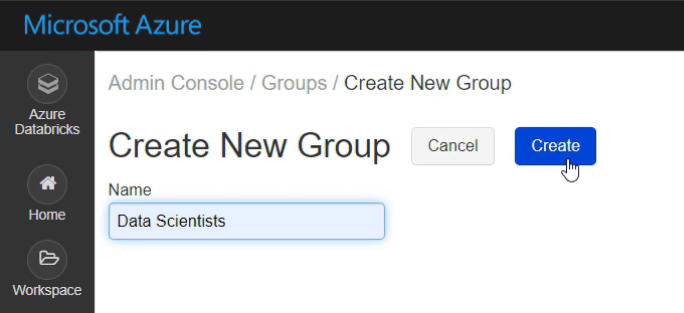 Microsoft Azure
Admin Console / Groups / Create New Group
Azure
Databricks
Create New Group
Cancel
Create
Name
Data Scientists
Home
Workspace